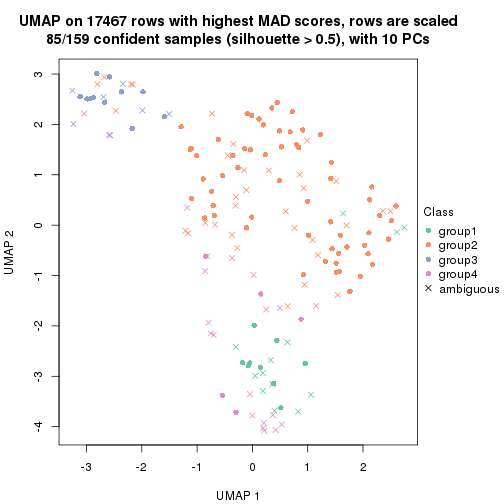 UMAP on 17467 rows with highest MAD scores, rows are scaled
85/159 confident samples (silhouette > 0.5), with 10 PCs
3
2
1
0
-1
-2
-3
-4
UMAP 2
-3
-2
-1
0
1
2
UMAP 1
Class
group1
group2
group3
group4
ambiguous